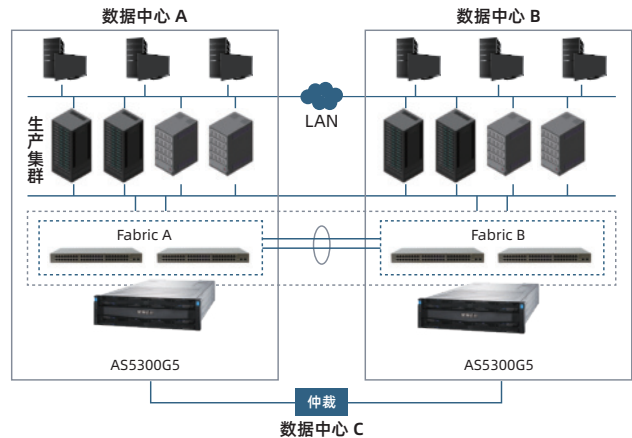 数据中心 A
数据中心 B
LAN
生产集群
Fabric A
Fabric B
AS5300G5
AS5300G5
仲裁
数据中心 C